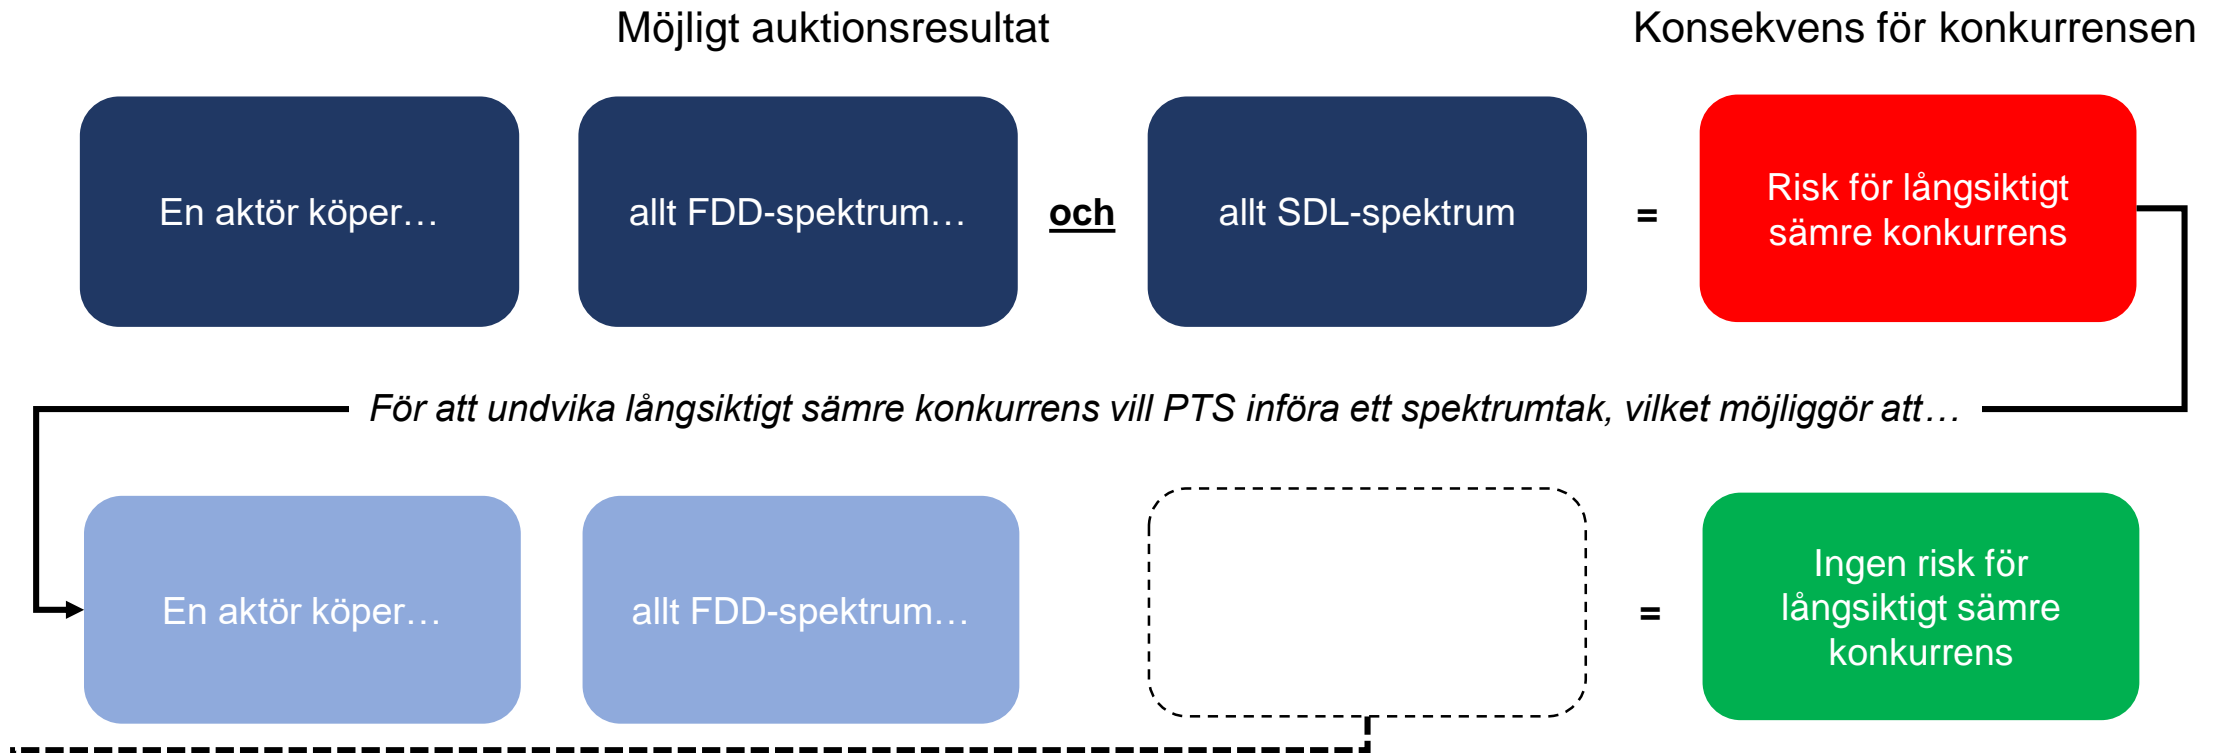 Möjligt auktionsresultat
Konsekvens för konkurrensen
En aktör köper…
allt FDD-spektrum…
och
allt SDL-spektrum
=
Risk för långsiktigt
sämre konkurrens
För att undvika långsiktigt sämre konkurrens vill PTS införa ett spektrumtak, vilket möjliggör att…
En aktör köper…
allt FDD-spektrum…
=
Ingen risk för
långsiktigt sämre
konkurrens